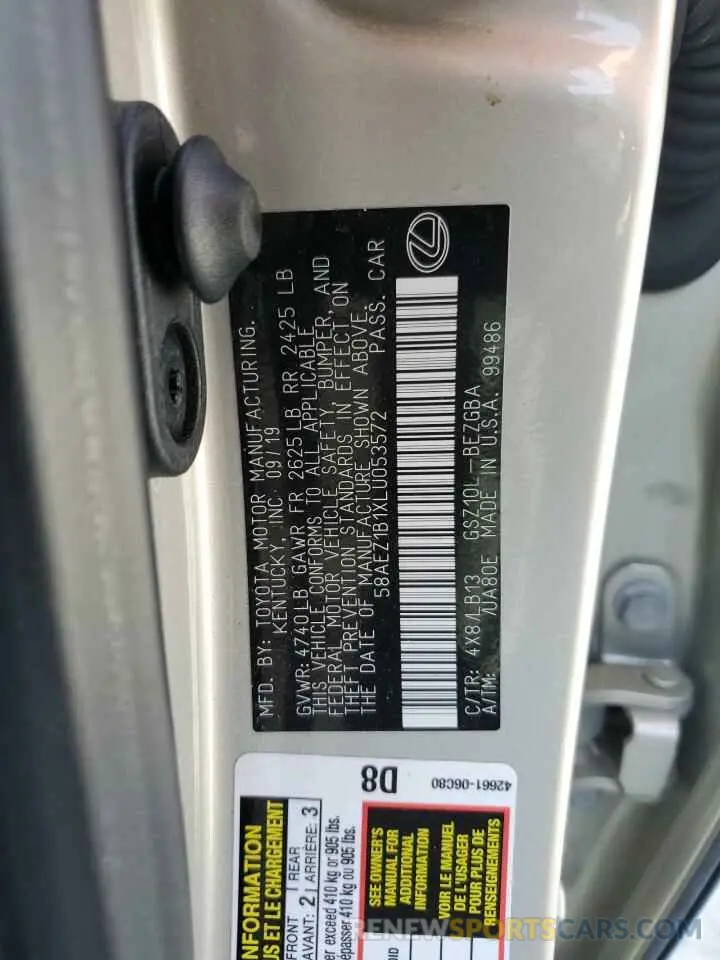 MFD. BY: TOYOTA MOTOR MANUFACTURING,
KENTUCKY, INC. 09/19
GVWR: 4740LB GAWR FR 2625LB RR 2425 LB
THIS VEHICLE CONFORMS TO ALL APPLICABLE
FEDERAL MOTOR VEHICLE SAFETY, BUMPER, AND
THEFT PREVENTION STANDARDS IN EFFECT ON
THE DATE OF MANUFACTURE SHOWN ABOVE.
58AEZ1B1XLU053572 PASS. CAR
C/TR: 4X8/LB13 GSZ10L-BEZGBA
A/TM: /UA80E MADE IN U.S.A. 99486
D8
42661-06C80
INFORMATION
US ET LE CHARGEMENT
FRONT
AVANT: 2
REAR
ARRIÈRE: 3
er exceed 410 kg or 905 lbs.
épasser 410 kg ou 905 lbs.
SEE OWNER'S
MANUAL FOR
ADDITIONAL
INFORMATION
VOIR LE MANUEL
DE L'USAGER
POUR PLUS DE
RENSEIGNEMENTS
RENEWSPORTSCARS.COM